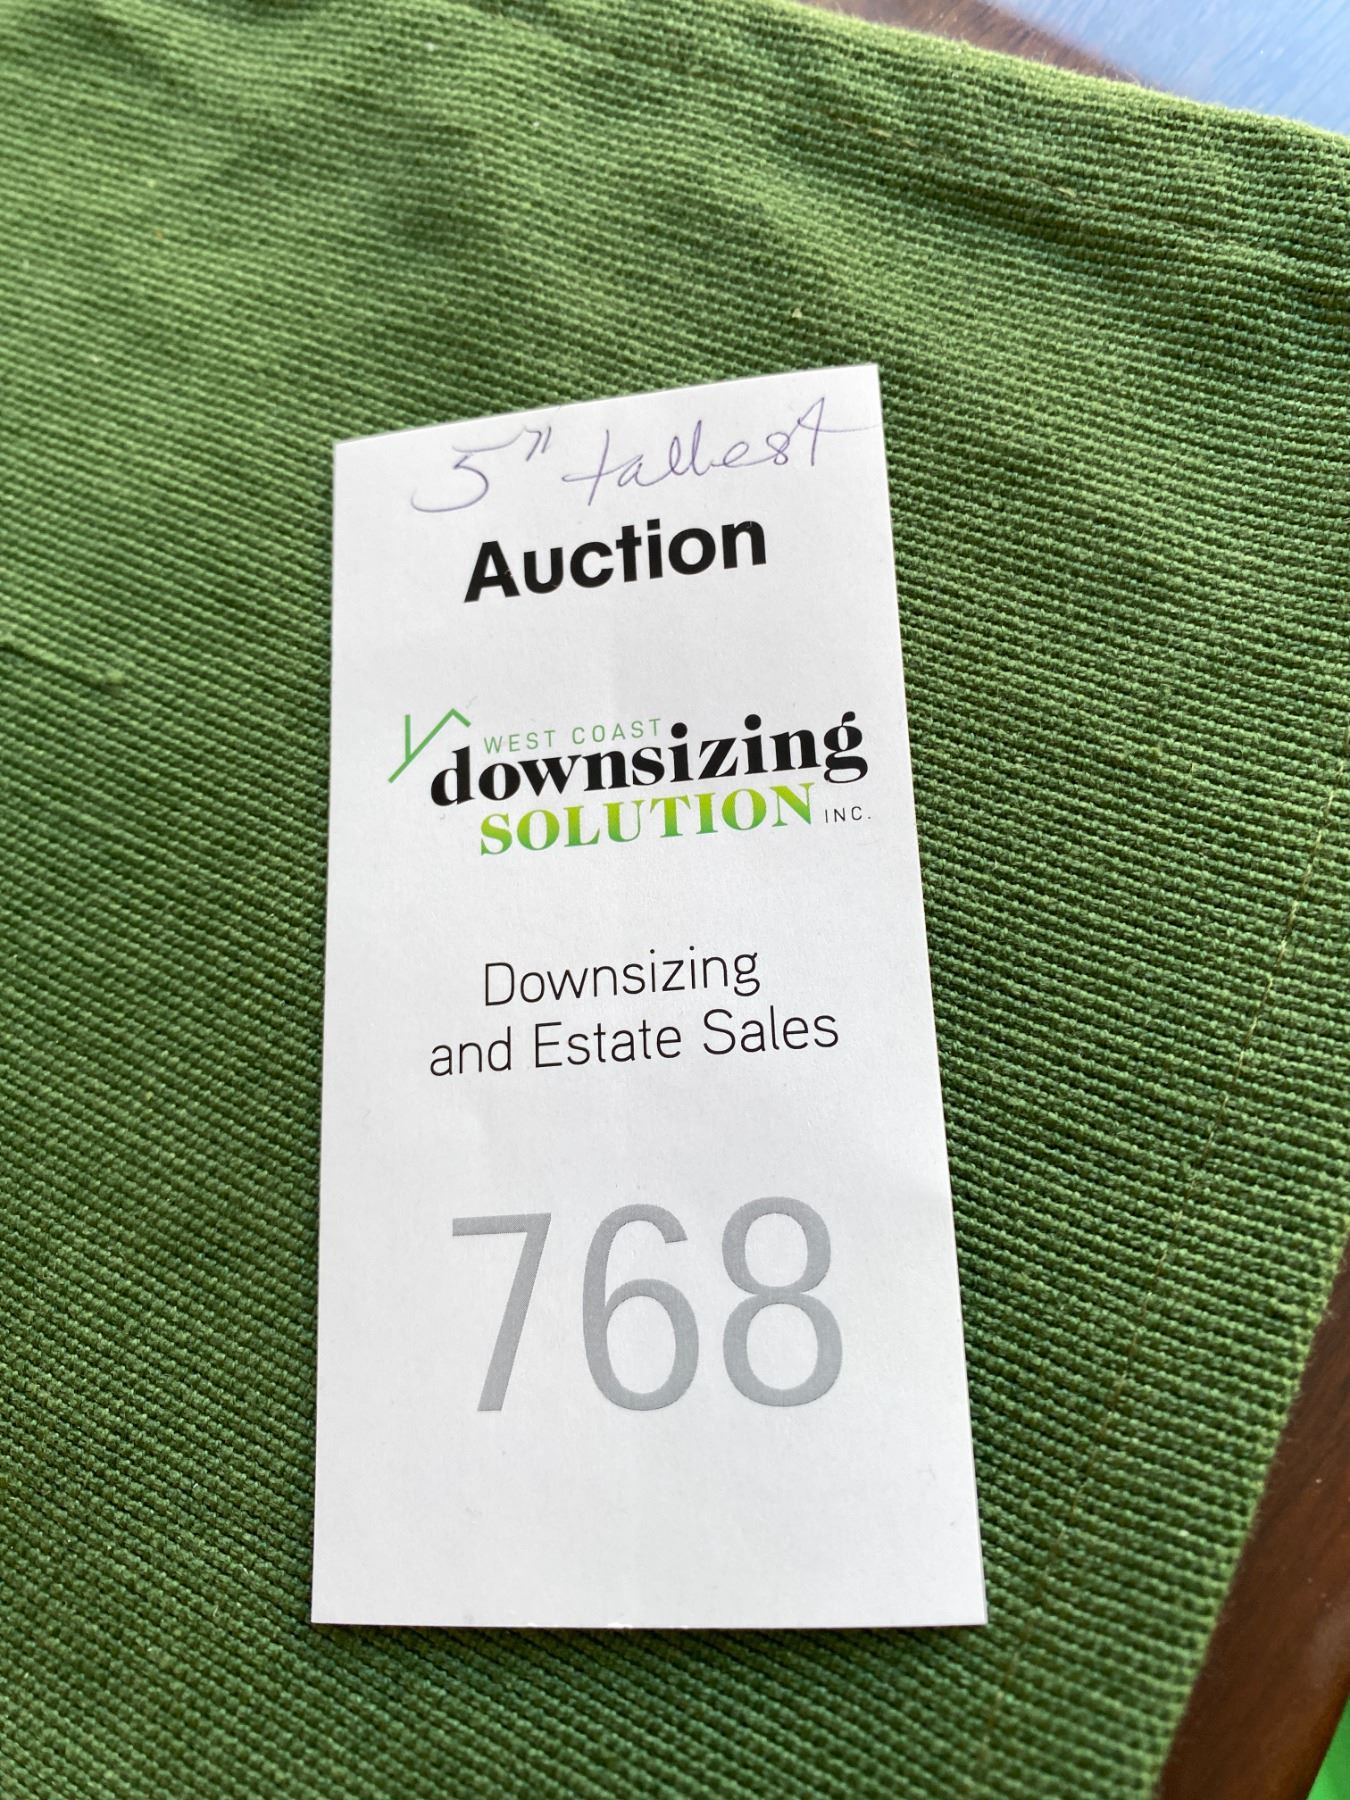 5" tallest
Auction
WEST COAST
downsizing
SOLUTION INC.
Downsizing
and Estate Sales
768